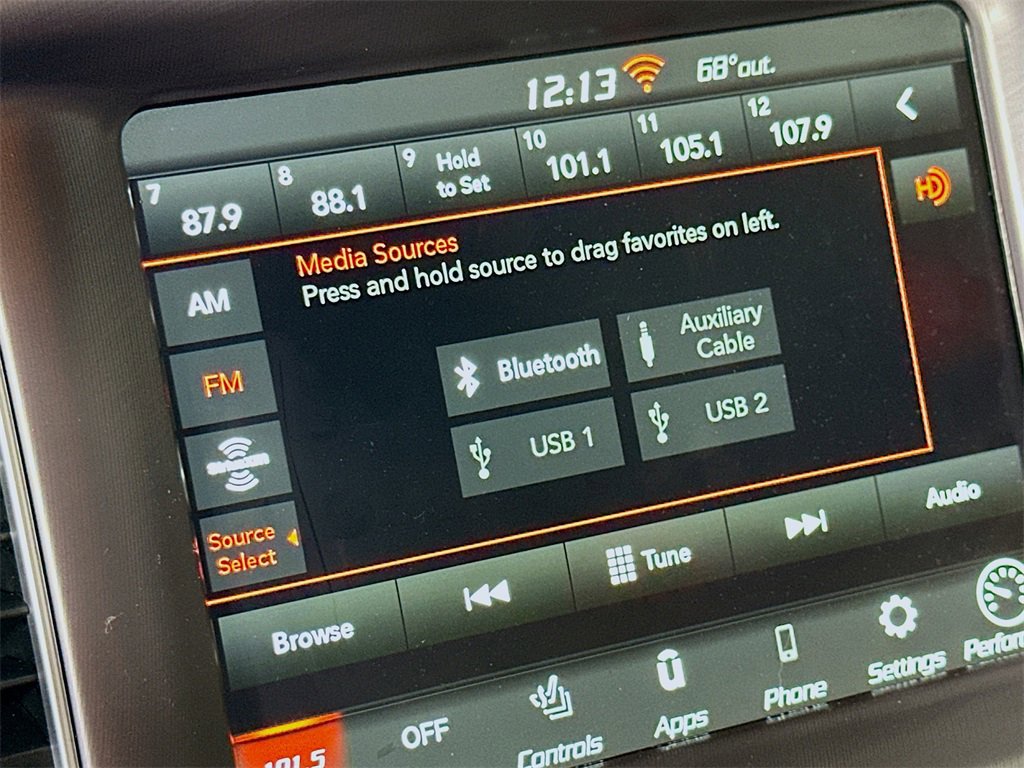 12:13 68° out.
7 87.9
8 88.1
9 Hold
to Set
10 101.1
11 105.1
12 107.9
HD
Media Sources
Press and hold source to drag favorites on left.
AM
FM
Source
Select
Bluetooth
Auxiliary
Cable
USB 1
USB 2
Browse
Tune
Audio
OFF
Controls
Apps
Phone
Settings